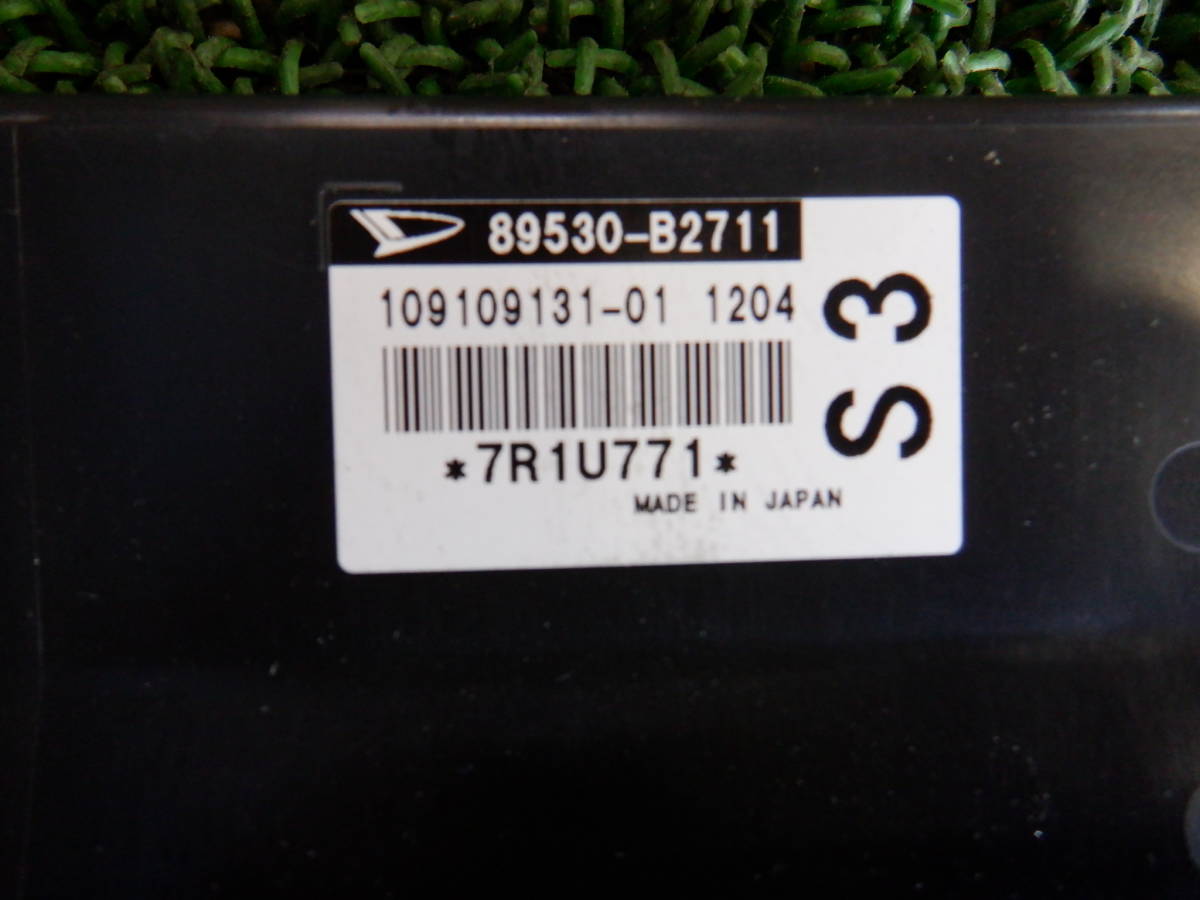 89530-B2711
109109131-01 1204
*7R1U771*
MADE IN JAPAN
S3